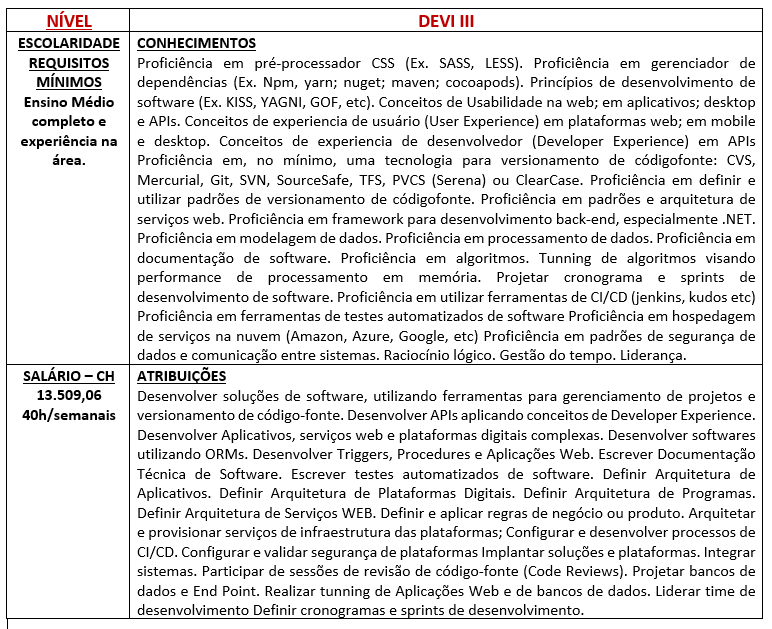 NÍVEL
DEVI III
ESCOLARIDADE
REQUISITOS
MÍNIMOS
Ensino Médio
completo e
experiência na
área.
CONHECIMENTOS
Proficiência em pré-processador CSS (Ex. SASS, LESS). Proficiência em gerenciador de
dependências (Ex. Npm, yarn; nuget; maven; cocoapods). Princípios de desenvolvimento de
software (Ex. KISS, YAGNI, GOF, etc). Conceitos de Usabilidade na web; em aplicativos; desktop
e APIs. Conceitos de experiencia de usuário (User Experience) em plataformas web; em mobile
e desktop. Conceitos de experiencia de desenvolvedor (Developer Experience) em APIs
Proficiência em, no mínimo, uma tecnologia para versionamento de códigofonte: CVS,
Mercurial, Git, SVN, SourceSafe, TFS, PVCS (Serena) ou ClearCase. Proficiência em definir e
utilizar padrões de versionamento de códigofonte. Proficiência em padrões e arquitetura de
serviços web. Proficiência em framework para desenvolvimento back-end, especialmente .NET.
Proficiência em modelagem de dados. Proficiência em processamento de dados. Proficiência em
documentação de software. Proficiência em algoritmos. Tunning de algoritmos visando
performance de processamento em memória. Projetar cronograma e sprints de
desenvolvimento de software. Proficiência em utilizar ferramentas de CI/CD (jenkins, kudos etc)
Proficiência em ferramentas de testes automatizados de software Proficiência em hospedagem
de serviços na nuvem (Amazon, Azure, Google, etc) Proficiência em padrões de segurança de
dados e comunicação entre sistemas. Raciocínio lógico. Gestão do tempo. Liderança.
SALÁRIO – CH
13.509,06
40h/semanais
ATRIBUIÇÕES
Desenvolver soluções de software, utilizando ferramentas para gerenciamento de projetos e
versionamento de código-fonte. Desenvolver APIs aplicando conceitos de Developer Experience.
Desenvolver Aplicativos, serviços web e plataformas digitais complexas. Desenvolver softwares
utilizando ORMs. Desenvolver Triggers, Procedures e Aplicações Web. Escrever Documentação
Técnica de Software. Escrever testes automatizados de software. Definir Arquitetura de
Aplicativos. Definir Arquitetura de Plataformas Digitais. Definir Arquitetura de Programas.
Definir Arquitetura de Serviços WEB. Definir e aplicar regras de negócio ou produto. Arquitetar
e provisionar serviços de infraestrutura das plataformas; Configurar e desenvolver processos de
CI/CD. Configurar e validar segurança de plataformas Implantar soluções e plataformas. Integrar
sistemas. Participar de sessões de revisão de código-fonte (Code Reviews). Projetar bancos de
dados e End Point. Realizar tunning de Aplicações Web e de bancos de dados. Liderar time de
desenvolvimento Definir cronogramas e sprints de desenvolvimento.